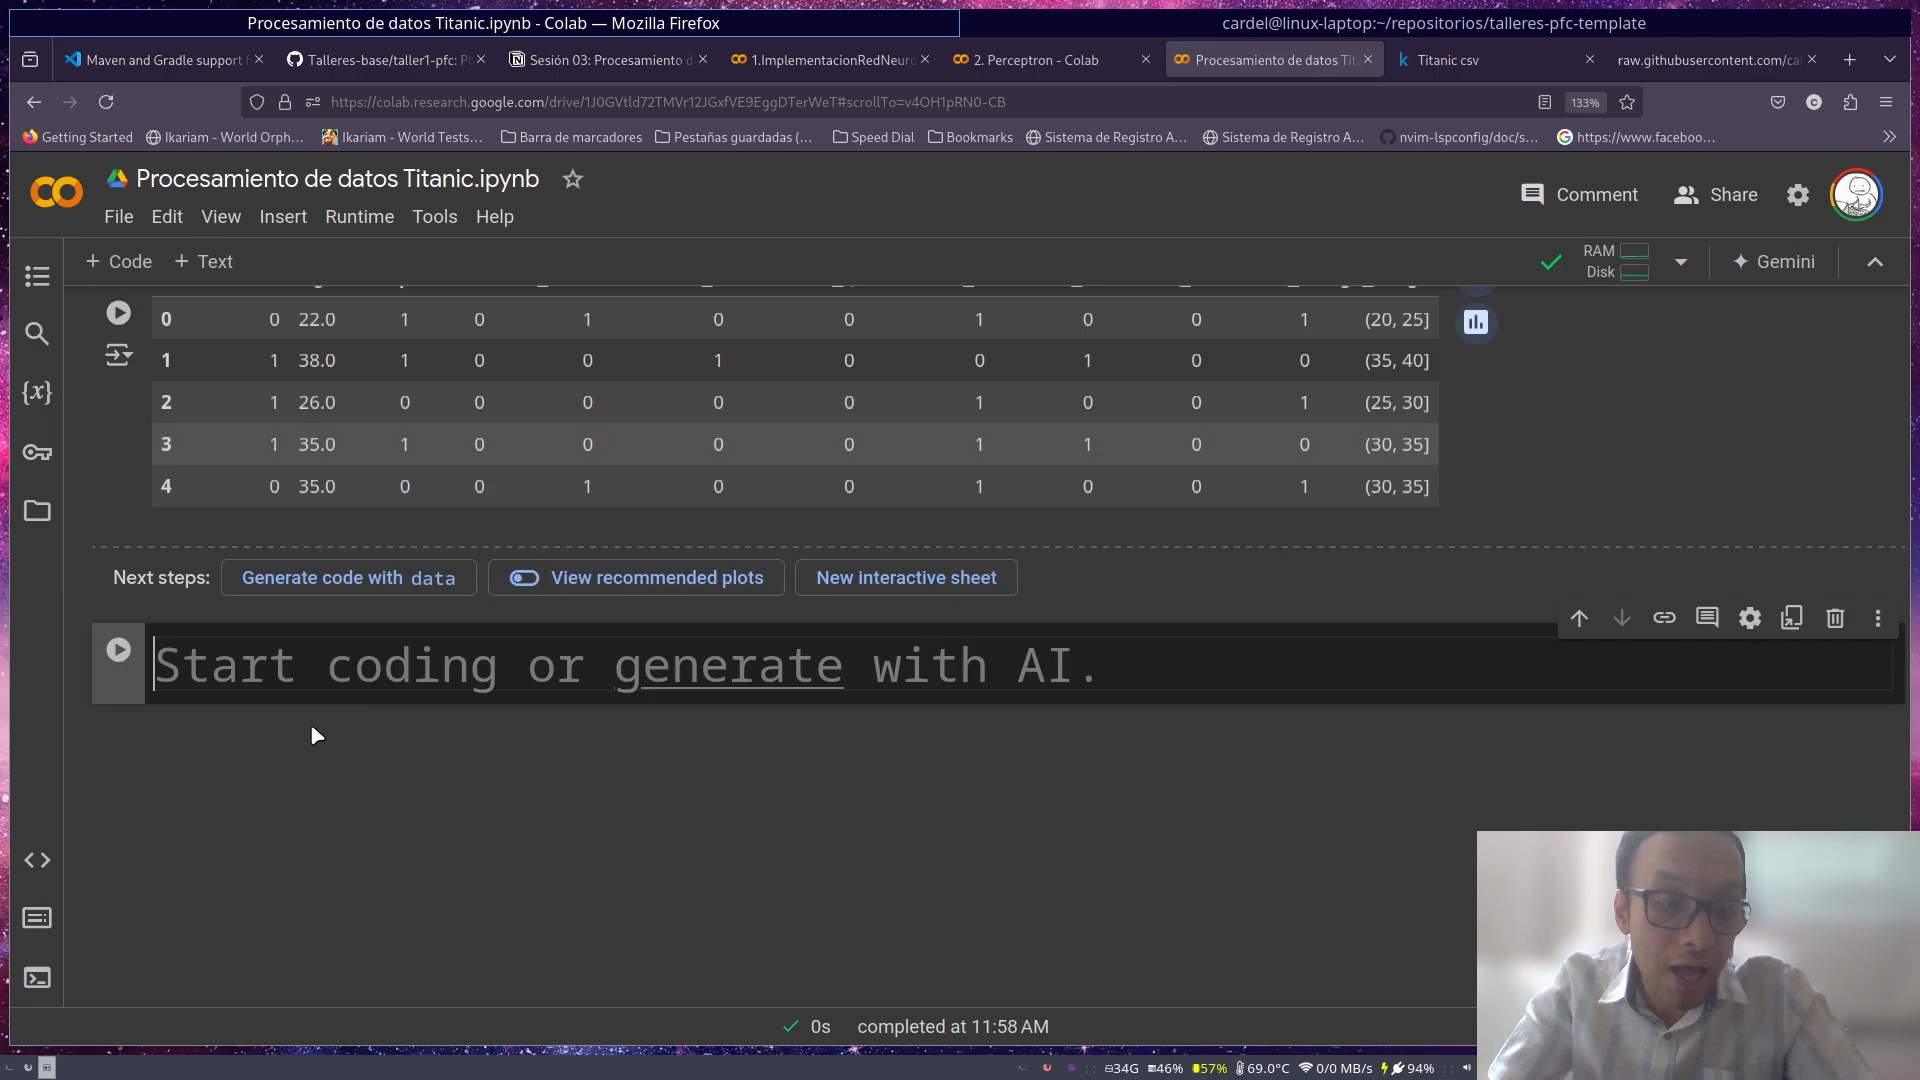 Procesamiento de datos Titanic.ipynb - Colab — Mozilla Firefox
cardel@linux-laptop:~/repositorios/talleres-pfc-template
Maven and Gradle support f
Talleres-base/taller1-pfc: Pl
Sesión 03: Procesamiento d
1.ImplementacionRedNeuro
2. Perceptron - Colab
Procesamiento de datos Tita
Titanic csv
raw.githubusercontent.com/ca
https://colab.research.google.com/drive/1J0GVtld72TMVr12JGxfVE9EggDTerWeT#scrollTo=v4OH1pRN0-CB
133%
Getting Started
Ikariam - World Orph...
Ikariam - World Tests...
Barra de marcadores
Pestañas guardadas (...
Speed Dial
Bookmarks
Sistema de Registro A...
Sistema de Registro A...
nvim-lspconfig/doc/s...
https://www.faceboo...
Procesamiento de datos Titanic.ipynb
Comment
Share
File Edit View Insert Runtime Tools Help
+ Code + Text
RAM
Disk
Gemini
0 0 22.0 1 0 1 0 0 1 0 0 1 (20, 25]
1 1 38.0 1 0 0 1 0 0 1 0 0 (35, 40]
2 1 26.0 0 0 0 0 0 1 0 0 1 (25, 30]
3 1 35.0 1 0 0 0 0 1 1 0 0 (30, 35]
4 0 35.0 0 0 1 0 0 1 0 0 1 (30, 35]
Next steps: Generate code with data View recommended plots New interactive sheet
Start coding or generate with AI.
0s completed at 11:58 AM
34G 46% 57% 69.0°C 0/0 MB/s 94%